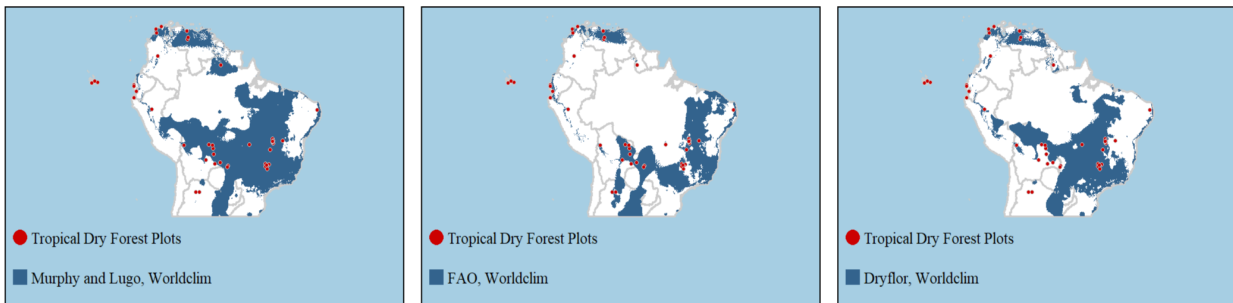 Tropical Dry Forest Plots
Murphy and Lugo, Worldclim
Tropical Dry Forest Plots
FAO, Worldclim
Tropical Dry Forest Plots
Dryflor, Worldclim